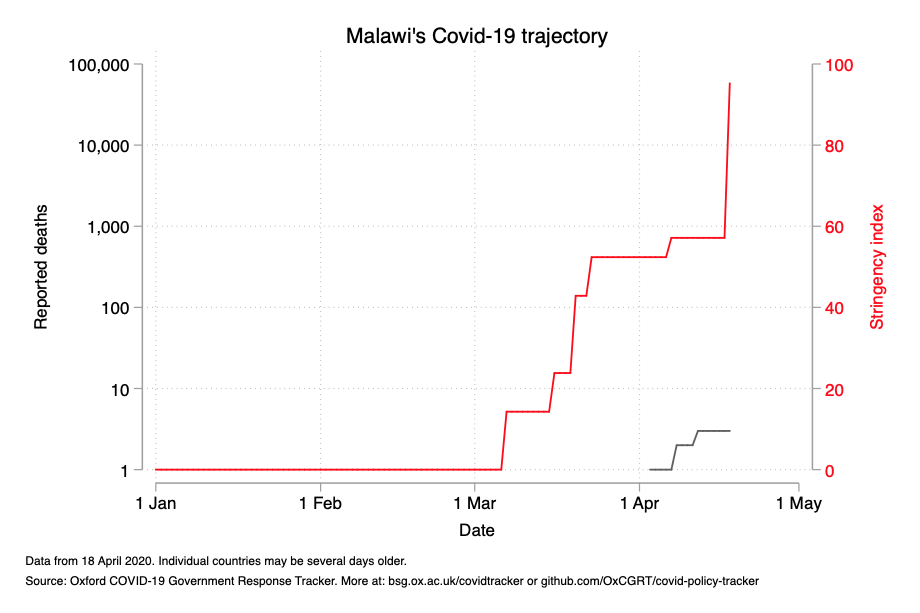 Malawi's Covid-19 trajectory
100,000
10,000
1,000
100
10
1
Reported deaths
100
80
60
40
20
0
Stringency index
1 Jan
1 Feb
1 Mar
1 Apr
1 May
Date
Data from 18 April 2020. Individual countries may be several days older.
Source: Oxford COVID-19 Government Response Tracker. More at: bsg.ox.ac.uk/covidtracker or github.com/OxCGRT/covid-policy-tracker